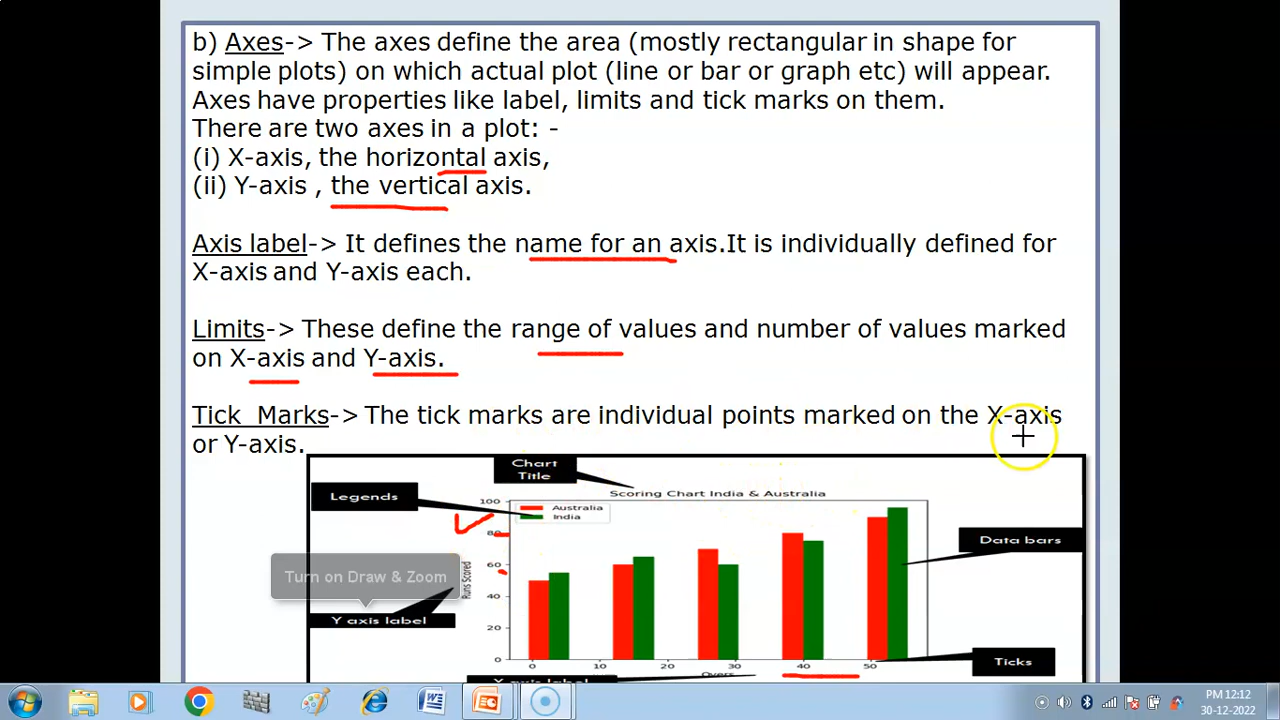 b) Axes-> The axes define the area (mostly rectangular in shape for
simple plots) on which actual plot (line or bar or graph etc) will appear.
Axes have properties like label, limits and tick marks on them.
There are two axes in a plot: -
(i) X-axis, the horizontal axis,
(ii) Y-axis , the vertical axis.
Axis label-> It defines the name for an axis.It is individually defined for
X-axis and Y-axis each.
Limits-> These define the range of values and number of values marked
on X-axis and Y-axis.
Tick Marks-> The tick marks are individual points marked on the X-axis
or Y-axis.
Chart
Title
Legends
Scoring Chart India & Australia
100
80
60
40
20
0
Australia
India
Data bars
Turn on Draw & Zoom
Runs Scored
Y axis label
0 10 20 30 40 50
Ticks
Overs
X axis label
PM 12:12
30-12-2022